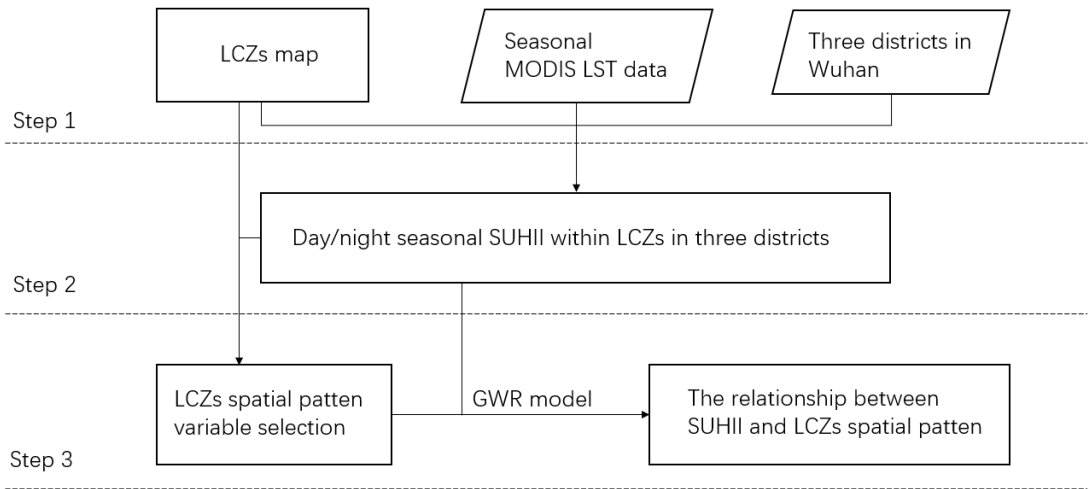 LCZs map
Seasonal
MODIS LST data
Three districts in
Wuhan
Step 1
Day/night seasonal SUHII within LCZs in three districts
Step 2
LCZs spatial patten
variable selection
GWR model
The relationship between
SUHII and LCZs spatial patten
Step 3